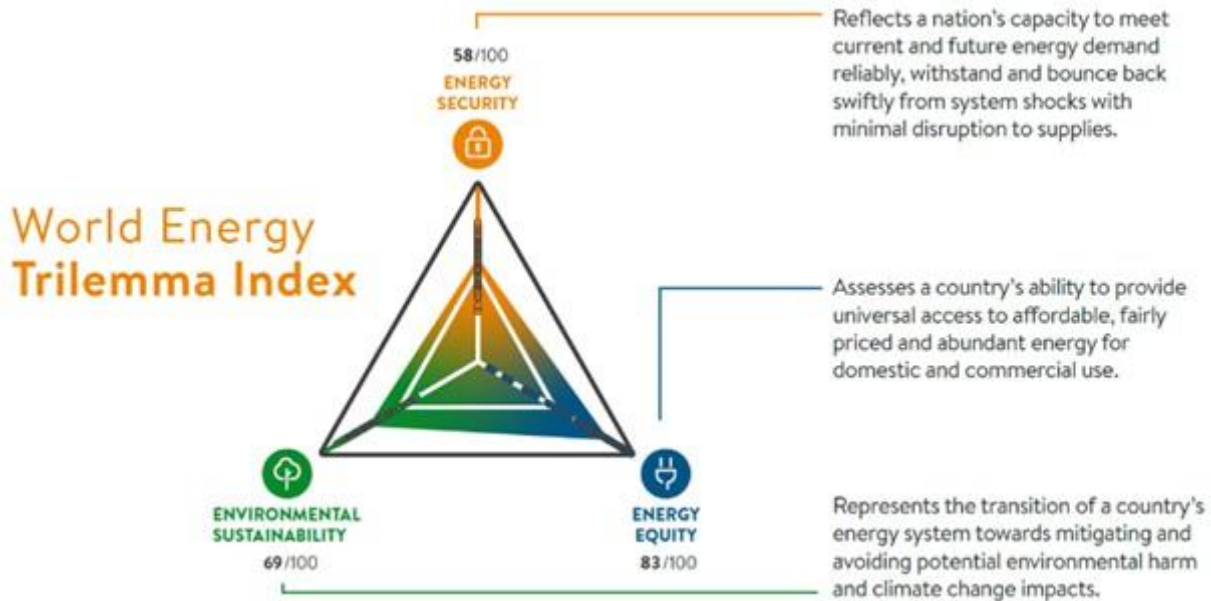 World Energy
Trilemma Index
58/100
ENERGY
SECURITY
Reflects a nation's capacity to meet
current and future energy demand
reliably, withstand and bounce back
swiftly from system shocks with
minimal disruption to supplies.
Assesses a country's ability to provide
universal access to affordable, fairly
priced and abundant energy for
domestic and commercial use.
ENERGY
EQUITY
83/100
ENVIRONMENTAL
SUSTAINABILITY
69/100
Represents the transition of a country's
energy system towards mitigating and
avoiding potential environmental harm
and climate change impacts.